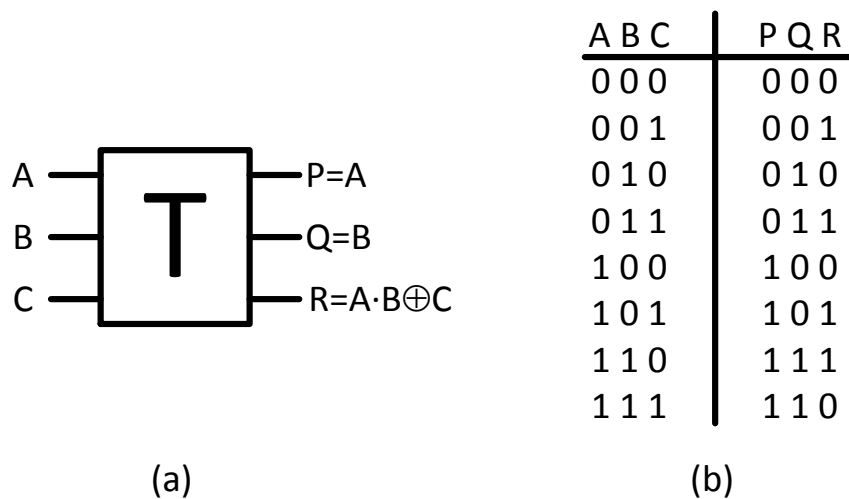 A
B
C
T
P=A
Q=B
R=A·B⊕C
(a)
A B C P Q R
0 0 0 0 0 0
0 0 1 0 0 1
0 1 0 0 1 0
0 1 1 0 1 1
1 0 0 1 0 0
1 0 1 1 0 1
1 1 0 1 1 1
1 1 1 1 1 0
(b)